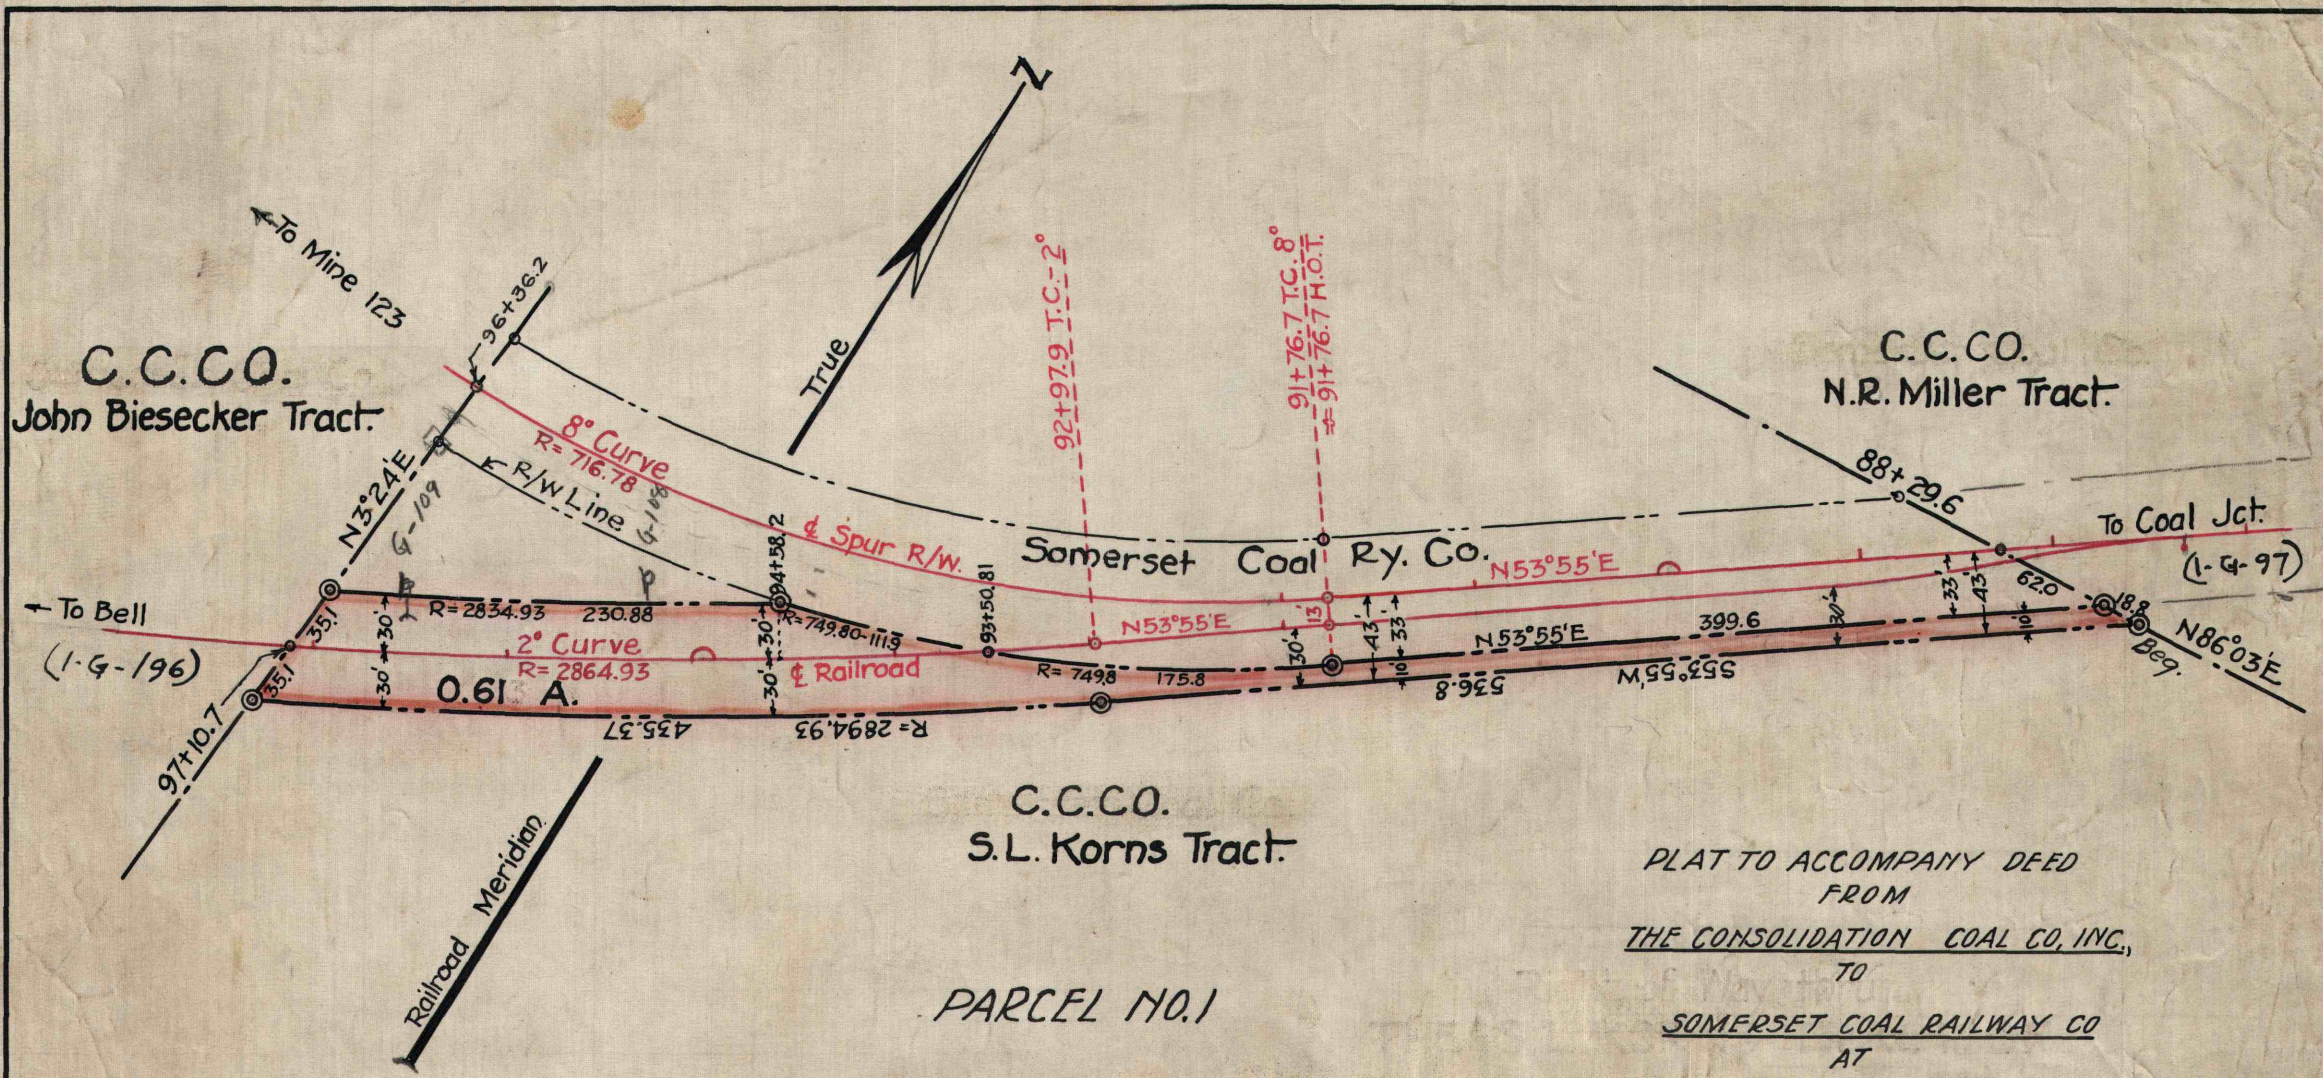 N
True
To Mine 123
96+36.2
C.C.CO.
John Biesecker Tract.
N3°24'E
G-109
8° Curve
R= 716.78
R/W Line
G-108
94+58.2
℄ Spur R/W.
92+97.9 T.C.-2°
91+76.7 T.C. 8°
= 91+76.7 H.O.T.
C.C.CO.
N.R. Miller Tract.
88+29.6
To Coal Jct.
(1-G-97)
Somerset Coal Ry. Co.
N53°55'E
62.0
18.8
N86°03'E
Beg.
To Bell
(1-G-196)
35.1
35.1
97+10.7
30'
30'
R= 2834.93 230.88
2° Curve
R= 2864.93
0.61 A.
30'
30'
R=749.80-111.9
93+50.81
℄ Railroad
N53°55'E
13'
30'
43'
33'
10'
R= 749.8 175.8
N53°55'E 399.6
30'
33'
43'
10'
S53°55'W
536.8
R= 2894.93
435.37
C.C.CO.
S.L. Korns Tract.
Railroad Meridian
PARCEL NO.1
PLAT TO ACCOMPANY DEED
FROM
THE CONSOLIDATION COAL CO, INC.,
TO
SOMERSET COAL RAILWAY CO
AT